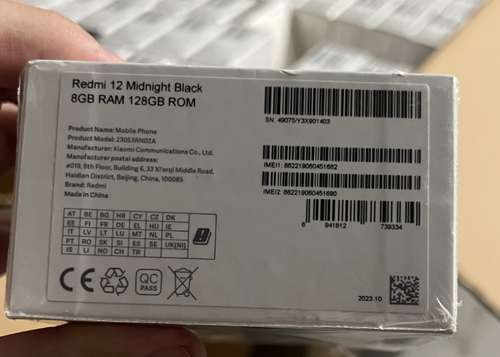 Redmi 12 Midnight Black
8GB RAM 128GB ROM
SN: 49075/Y3X901403
Product Name: Mobile Phone
Product Model: 23053RN02A
Manufacturer: Xiaomi Communications Co., Ltd.
Manufacturer postal address:
#019, 9th Floor, Building 6, 33 Xi'erqi Middle Road,
Haidian District, Beijing, China, 100085
Brand: Redmi
Made in China
IMEI1: 862219060451682
IMEI2: 862219060451690
6 941812 739334
AT BE BG HR CY CZ DK
EE FI FR DE EL HU IE
IT LV LT LU MT NL PL
PT RO SK SI ES SE UK(NI)
IS LI NO CH TR
CE
QC
PASS
2023.10